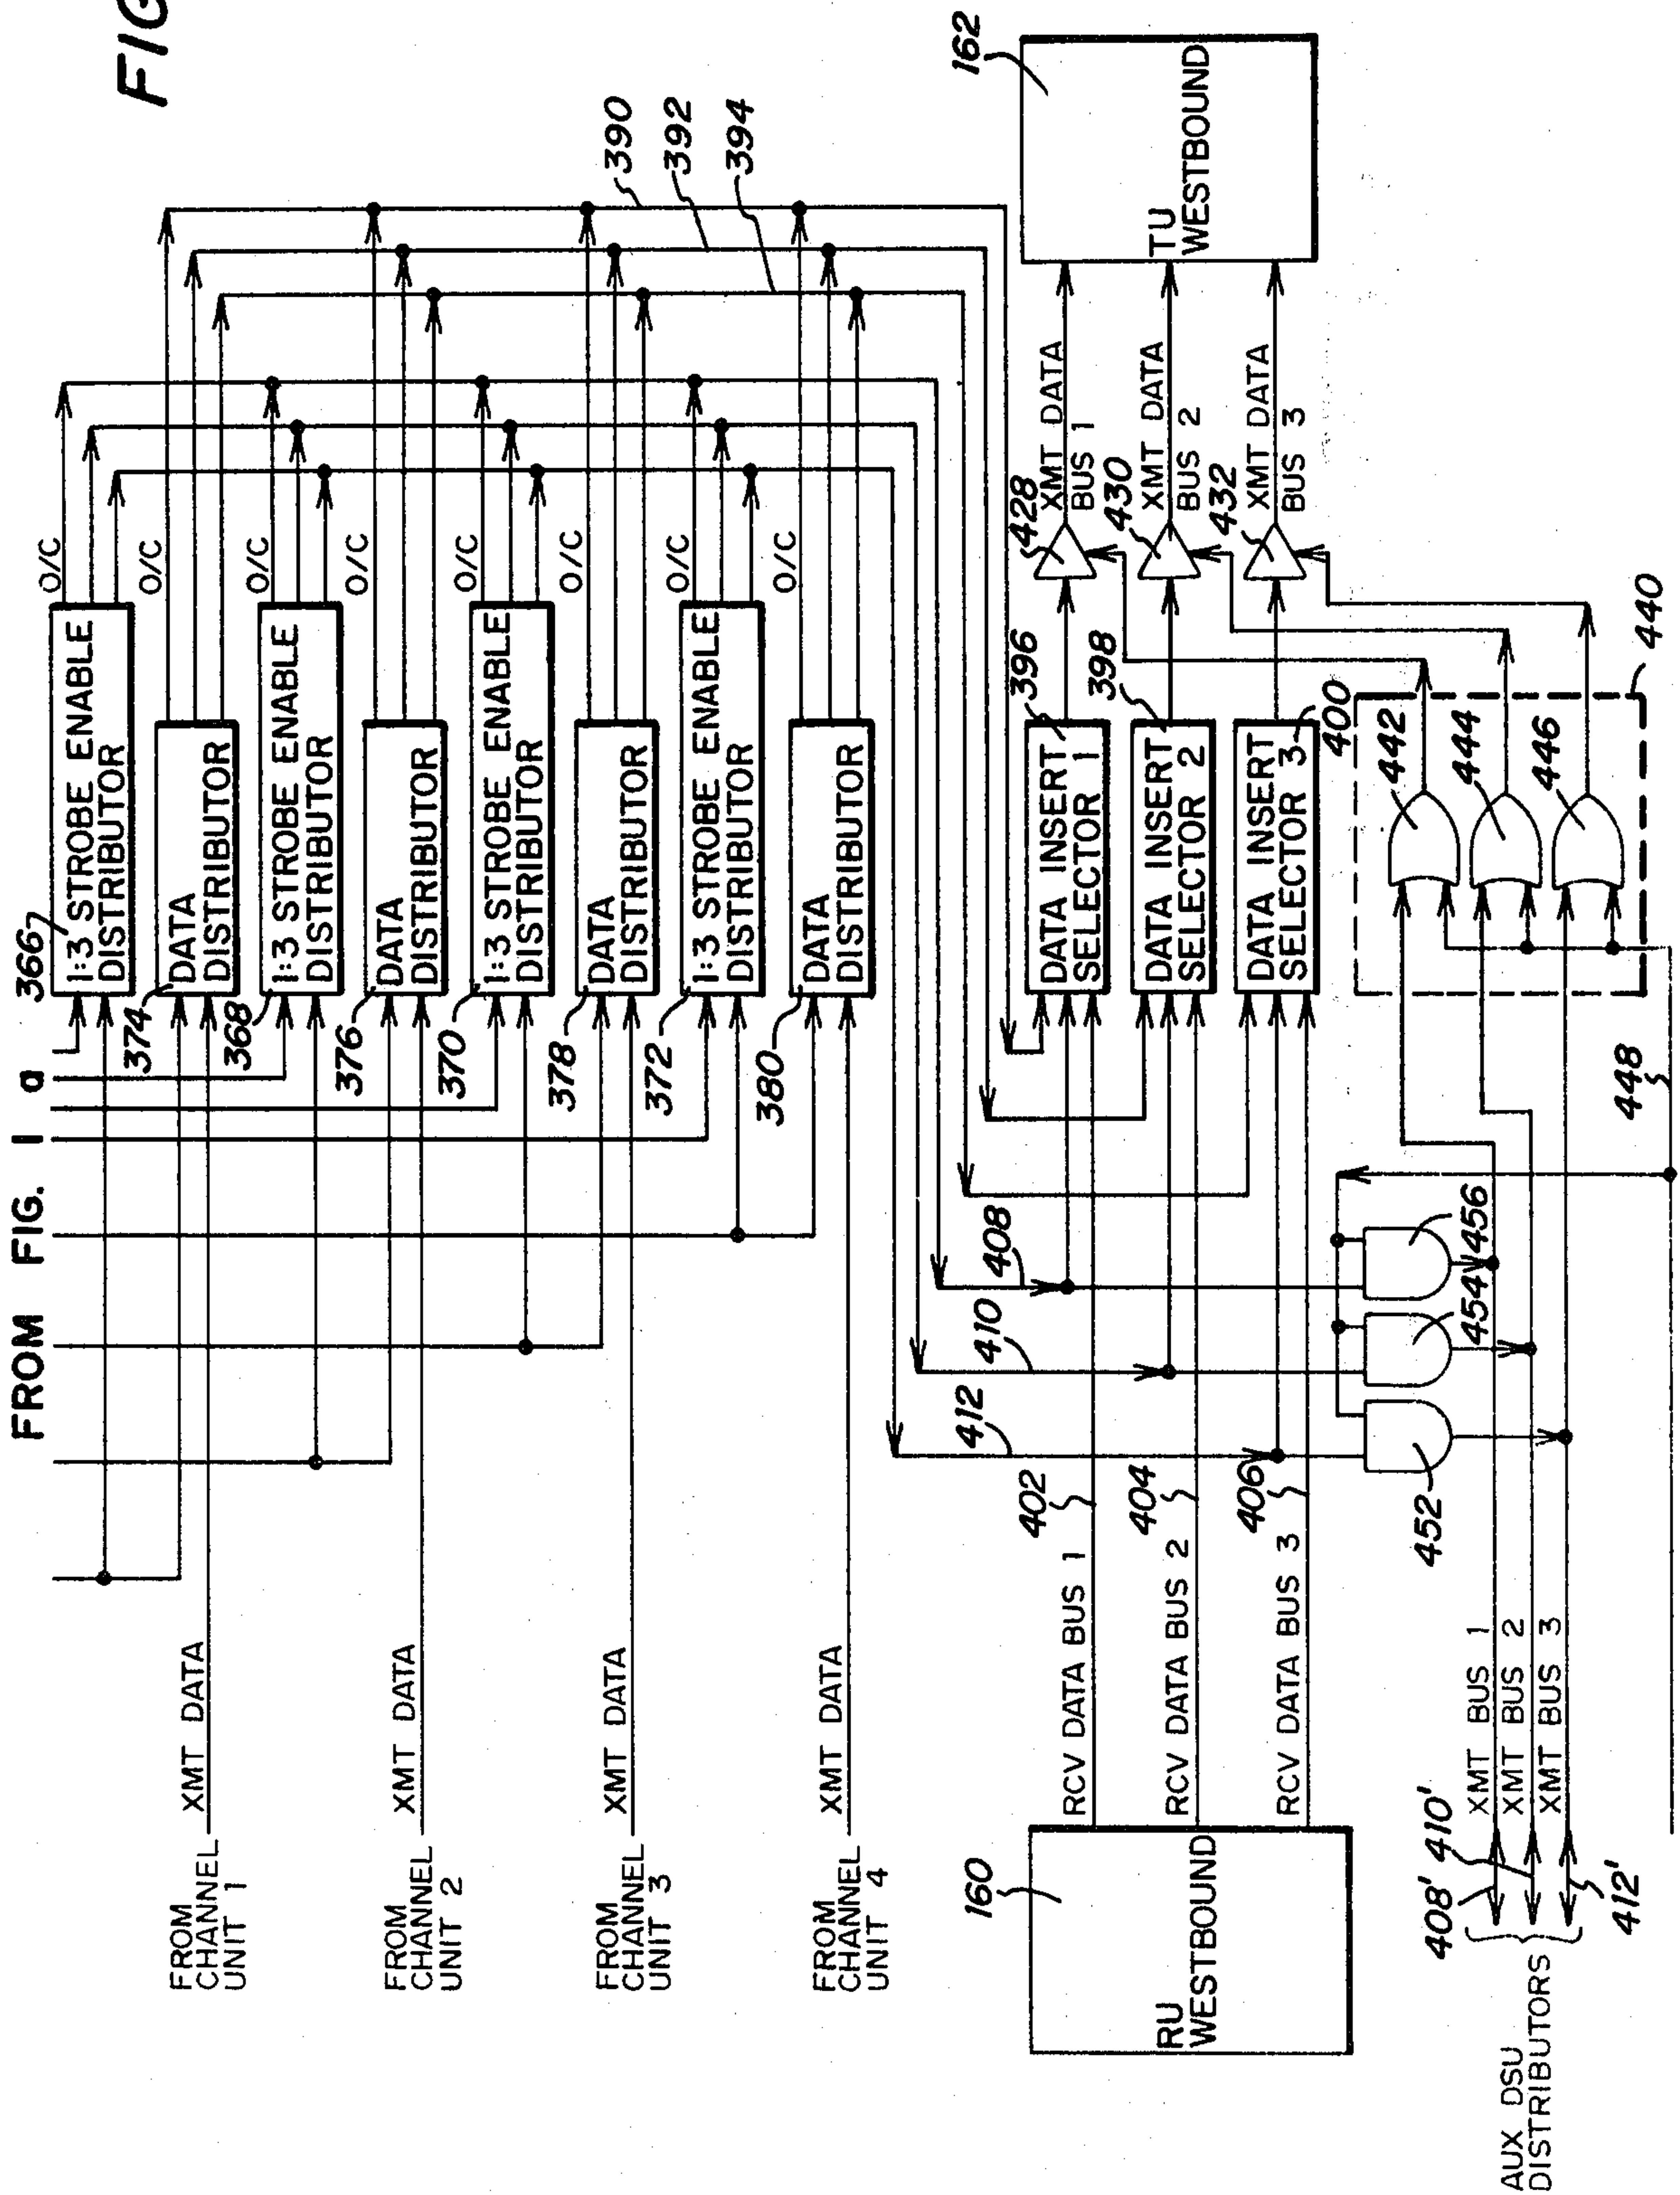 FIG
FROM FIG. 1 a
366
1:3 STROBE ENABLE
DISTRIBUTOR
O/C
374
DATA
DISTRIBUTOR
O/C
368
1:3 STROBE ENABLE
DISTRIBUTOR
O/C
376
DATA
DISTRIBUTOR
O/C
370
1:3 STROBE ENABLE
DISTRIBUTOR
O/C
378
DATA
DISTRIBUTOR
O/C
372
1:3 STROBE ENABLE
DISTRIBUTOR
O/C
380
DATA
DISTRIBUTOR
O/C
390
392
394
FROM
CHANNEL
UNIT 1
XMT DATA
FROM
CHANNEL
UNIT 2
XMT DATA
FROM
CHANNEL
UNIT 3
XMT DATA
FROM
CHANNEL
UNIT 4
XMT DATA
160
RU
WESTBOUND
RCV DATA BUS 1
402
RCV DATA BUS 2
404
RCV DATA BUS 3
406
412
410
408
DATA INSERT
SELECTOR 1
396
DATA INSERT
SELECTOR 2
398
DATA INSERT
SELECTOR 3
400
428
XMT DATA
BUS 1
430
XMT DATA
BUS 2
432
XMT DATA
BUS 3
162
TU
WESTBOUND
452
454
456
442
444
446
440
448
AUX DSU
DISTRIBUTORS
408'
410'
412'
XMT BUS 1
XMT BUS 2
XMT BUS 3